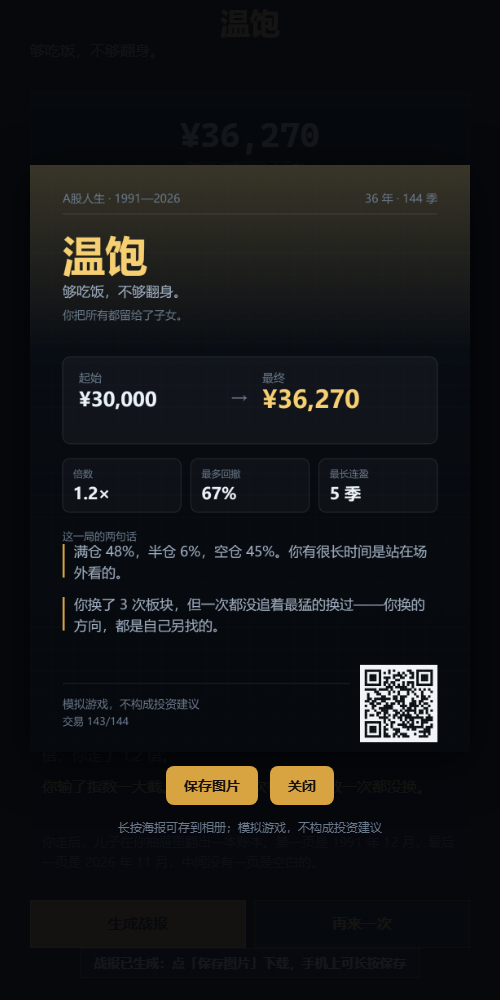 温饱
够吃饭，不够翻身。
¥36,270
A股人生 · 1991—2026
36 年 · 144 季
温饱
够吃饭，不够翻身。
你把所有都留给了子女。
起始
最终
¥30,000
→
¥36,270
倍数
最多回撤
最长连盈
1.2×
67%
5 季
这一局的两句话
满仓 48%，半仓 6%，空仓 45%。你有很长时间是站在场
外看的。
你换了 3 次板块，但一次都没追着最猛的换过——你换的
方向，都是自己另找的。
模拟游戏，不构成投资建议
交易 143/144
保存图片
关闭
长按海报可存到相册；模拟游戏，不构成投资建议
生成战报
再来一次
战报已生成：点「保存图片」下载，手机上可长按保存